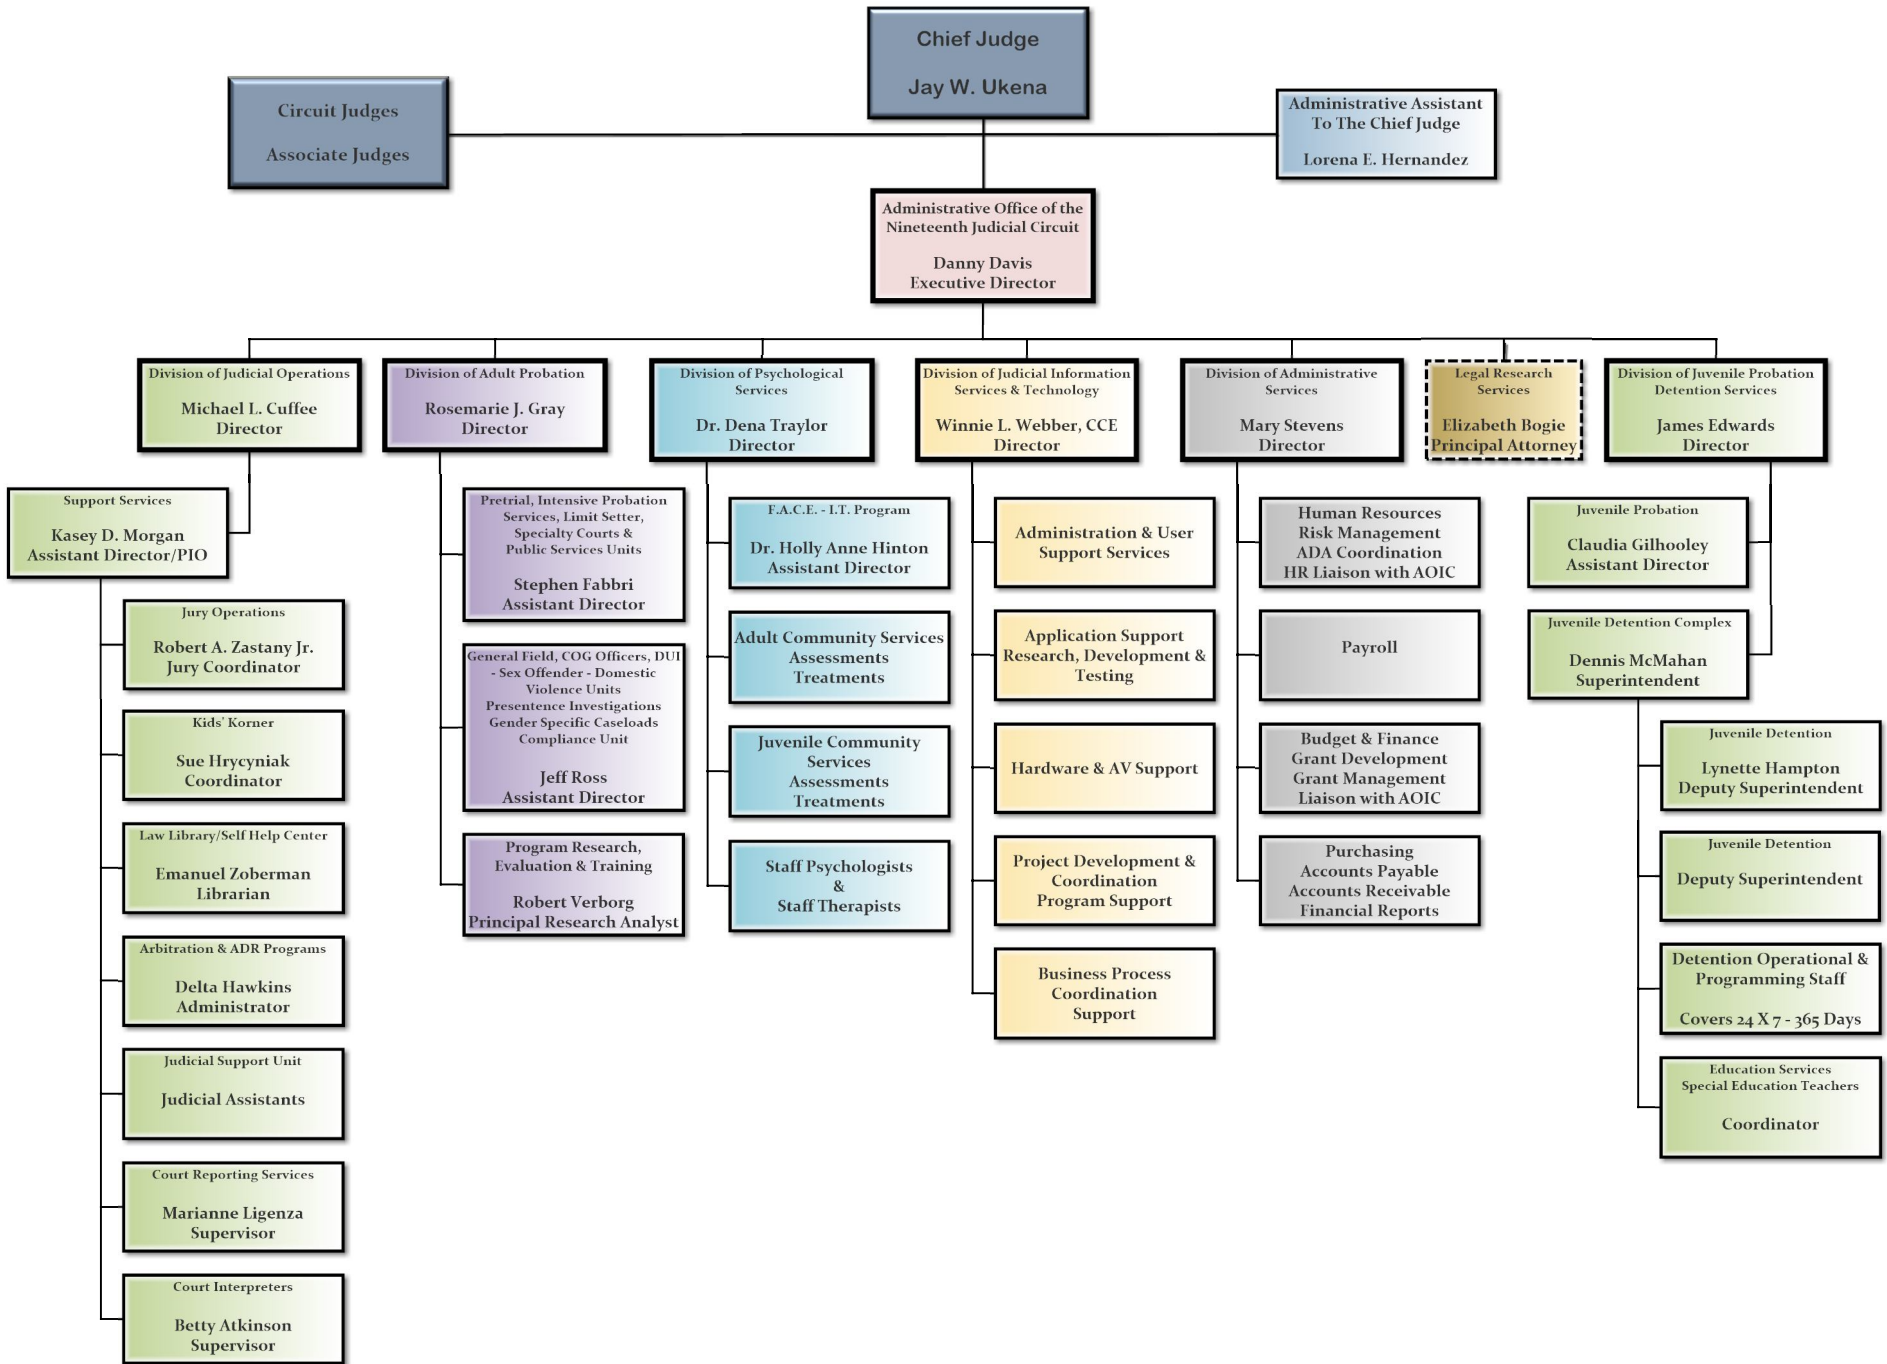 Chief Judge
Jay W. Ukena
Circuit Judges
Associate Judges
Administrative Assistant
To The Chief Judge
Lorena E. Hernandez
Administrative Office of the
Nineteenth Judicial Circuit
Danny Davis
Executive Director
Division of Judicial Operations
Michael L. Cuffee
Director
Support Services
Kasey D. Morgan
Assistant Director/PIO
Jury Operations
Robert A. Zastany Jr.
Jury Coordinator
Kids' Korner
Sue Hrycyniak
Coordinator
Law Library/Self Help Center
Emanuel Zoberman
Librarian
Arbitration & ADR Programs
Delta Hawkins
Administrator
Judicial Support Unit
Judicial Assistants
Court Reporting Services
Marianne Ligenza
Supervisor
Court Interpreters
Betty Atkinson
Supervisor
Division of Adult Probation
Rosemarie J. Gray
Director
Pretrial, Intensive Probation
Services, Limit Setter,
Specialty Courts &
Public Services Units
Stephen Fabbri
Assistant Director
General Field, COG Officers, DUI
- Sex Offender - Domestic
Violence Units
Presentence Investigations
Gender Specific Caseloads
Compliance Unit
Jeff Ross
Assistant Director
Program Research,
Evaluation & Training
Robert Verborg
Principal Research Analyst
Division of Psychological
Services
Dr. Dena Traylor
Director
F.A.C.E. - I.T. Program
Dr. Holly Anne Hinton
Assistant Director
Adult Community Services
Assessments
Treatments
Juvenile Community
Services
Assessments
Treatments
Staff Psychologists
&
Staff Therapists
Division of Judicial Information
Services & Technology
Winnie L. Webber, CCE
Director
Administration & User
Support Services
Application Support
Research, Development &
Testing
Hardware & AV Support
Project Development &
Coordination
Program Support
Business Process
Coordination
Support
Division of Administrative
Services
Mary Stevens
Director
Human Resources
Risk Management
ADA Coordination
HR Liaison with AOIC
Payroll
Budget & Finance
Grant Development
Grant Management
Liaison with AOIC
Purchasing
Accounts Payable
Accounts Receivable
Financial Reports
Legal Research
Services
Elizabeth Bogie
Principal Attorney
Division of Juvenile Probation
Detention Services
James Edwards
Director
Juvenile Probation
Claudia Gilhooley
Assistant Director
Juvenile Detention Complex
Dennis McMahan
Superintendent
Juvenile Detention
Lynette Hampton
Deputy Superintendent
Juvenile Detention
Deputy Superintendent
Detention Operational &
Programming Staff
Covers 24 X 7 - 365 Days
Education Services
Special Education Teachers
Coordinator